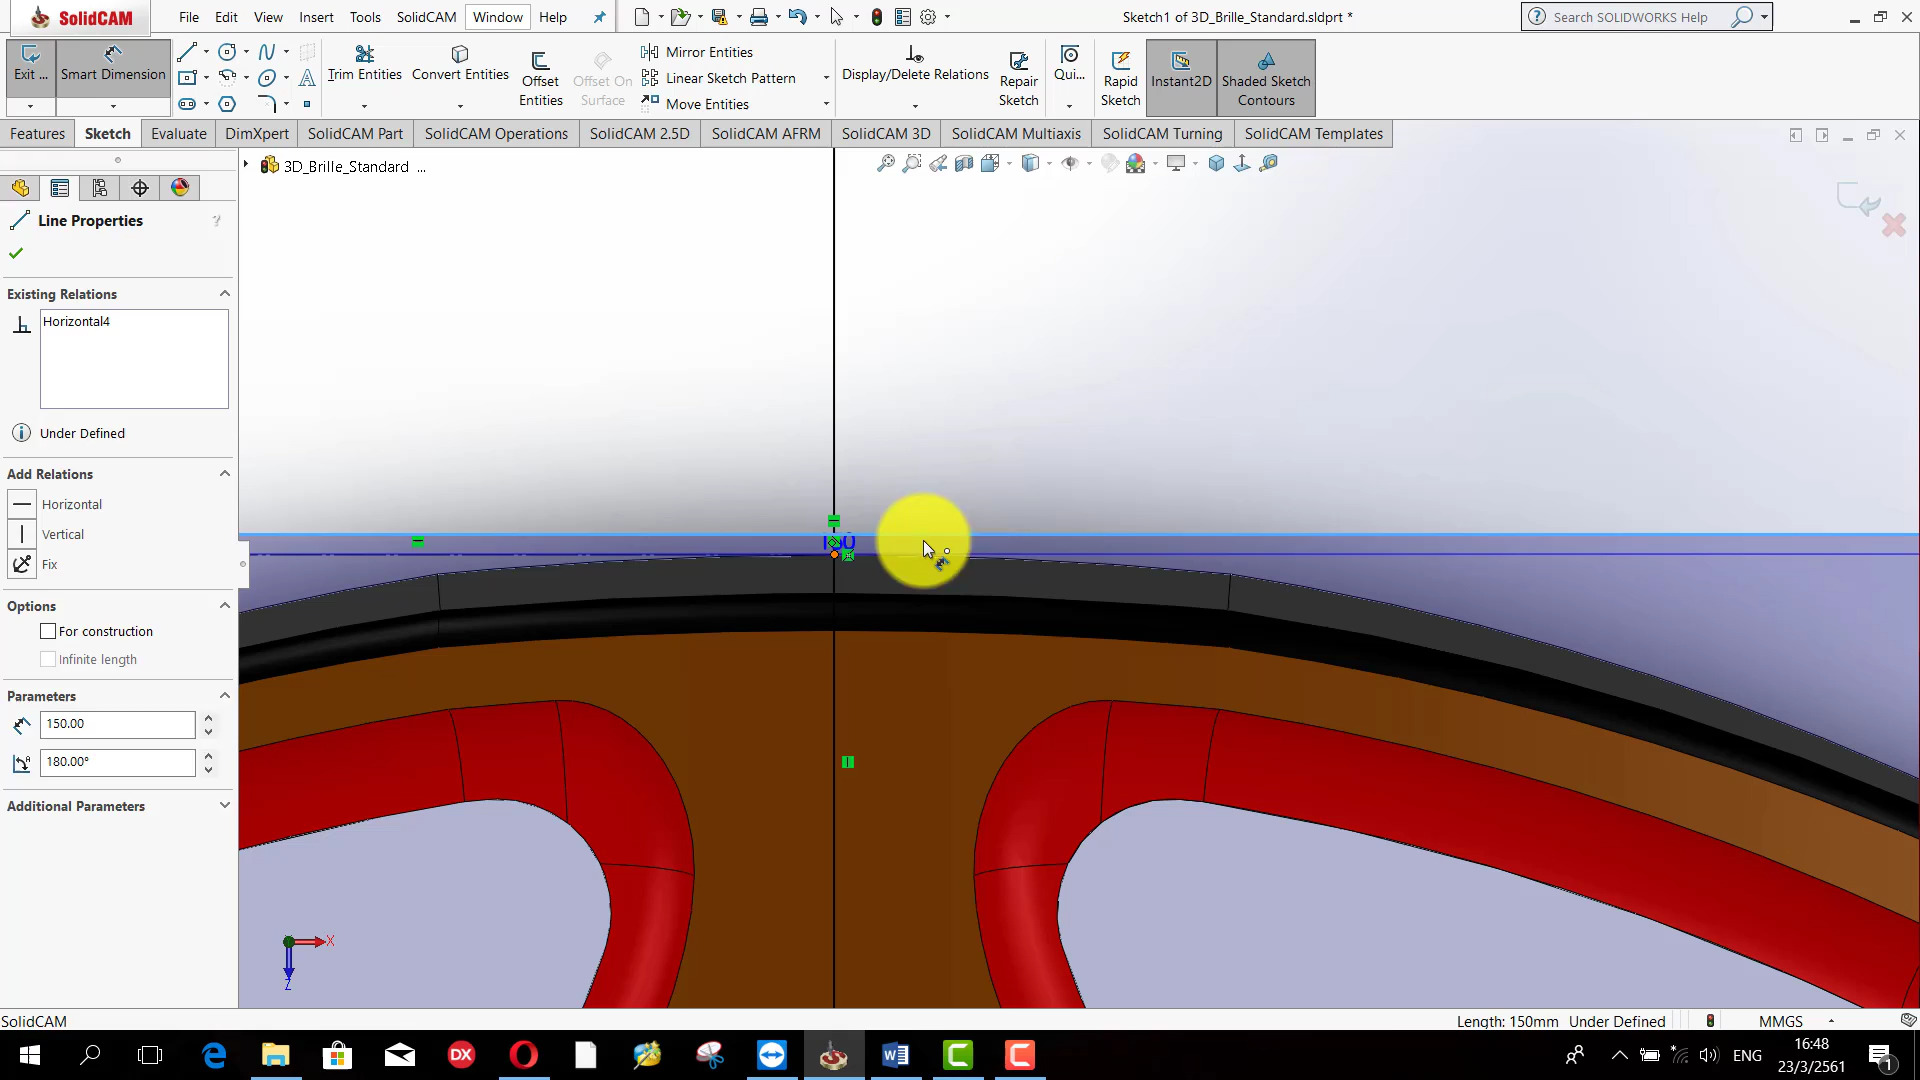 SolidCAM
File
Edit
View
Insert
Tools
SolidCAM
Window
Help
Sketch1 of 3D_Brille_Standard.sldprt *
Search SOLIDWORKS Help
Exit ...
Smart Dimension
Trim Entities
Convert Entities
Offset Entities
Offset On Surface
Mirror Entities
Linear Sketch Pattern
Move Entities
Display/Delete Relations
Repair Sketch
Qui...
Rapid Sketch
Instant2D
Shaded Sketch Contours
Features
Sketch
Evaluate
DimXpert
SolidCAM Part
SolidCAM Operations
SolidCAM 2.5D
SolidCAM AFRM
SolidCAM 3D
SolidCAM Multiaxis
SolidCAM Turning
SolidCAM Templates
3D_Brille_Standard ...
Line Properties
?
Existing Relations
Horizontal4
Under Defined
Add Relations
Horizontal
Vertical
Fix
Options
For construction
Infinite length
Parameters
150.00
180.00°
Additional Parameters
150
X
Z
SolidCAM
Length: 150mm
Under Defined
MMGS
DX
ENG
16:48
23/3/2561
1